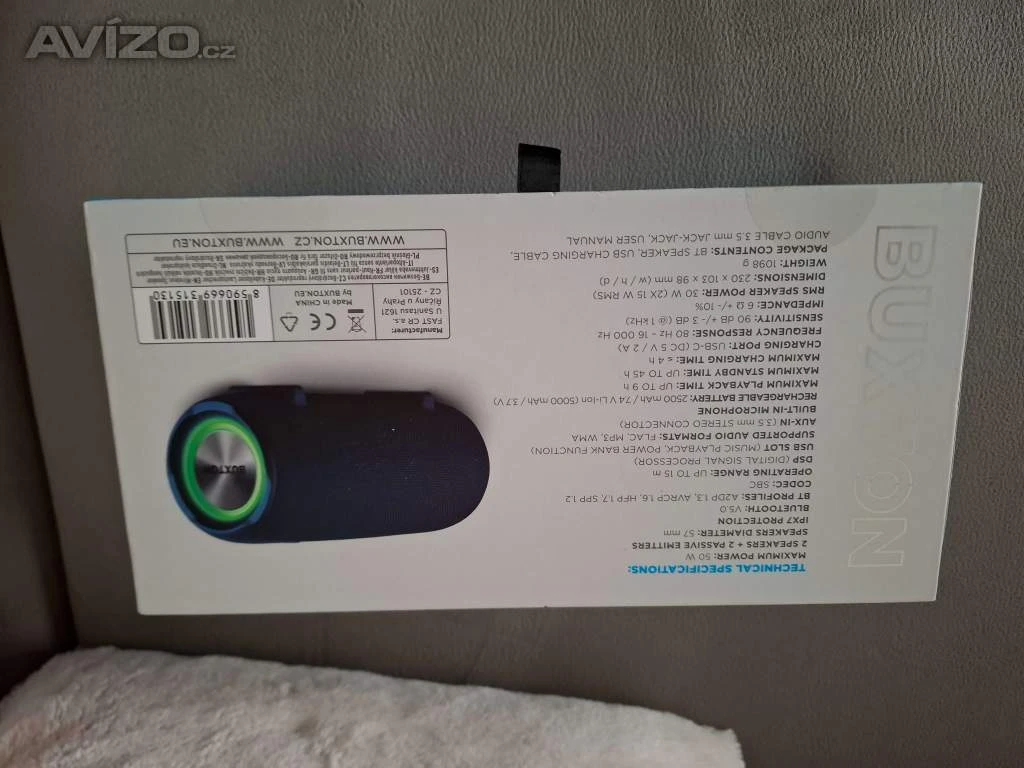 AVÍZO.cz
BUXTON
TECHNICAL SPECIFICATIONS:
MAXIMUM POWER: 50 W
2 SPEAKERS + 2 PASSIVE EMITTERS
SPEAKERS DIAMETER: 57 mm
IPX7 PROTECTION
BLUETOOTH: V5.0
BT PROFILES: A2DP 1.3, AVRCP 1.6, HFP 1.7, SPP 1.2
CODEC: SBC
OPERATING RANGE: UP TO 15 m
DSP (DIGITAL SIGNAL PROCESSOR)
USB SLOT (MUSIC PLAYBACK, POWER BANK FUNCTION)
SUPPORTED AUDIO FORMATS: FLAC, MP3, WMA
AUX-IN (3.5 mm STEREO CONNECTOR)
BUILT-IN MICROPHONE
RECHARGEABLE BATTERY: 2500 mAh / 7.4 V Li-Ion (5000 mAh / 3.7 V)
MAXIMUM PLAYBACK TIME: UP TO 9 h
MAXIMUM STANDBY TIME: UP TO 45 h
MAXIMUM CHARGING TIME: ≤ 4 h
CHARGING PORT: USB-C (DC 5 V / 2 A)
FREQUENCY RESPONSE: 80 Hz - 16 000 Hz
SENSITIVITY: 90 dB +/- 3 dB (@ 1 kHz)
IMPEDANCE: 6 Ω +/- 10%
RMS SPEAKER POWER: 30 W (2X 15 W RMS)
DIMENSIONS: 230 x 103 x 98 mm (w / h / d)
WEIGHT: 1098 g
PACKAGE CONTENTS: BT SPEAKER, USB CHARGING CABLE,
AUDIO CABLE 3.5 mm JACK-JACK, USER MANUAL
BUXTON
Manufacturer:
FAST ČR a.s.
U Sanitasu 1621
Říčany u Prahy
CZ - 25101
CE
Made in CHINA
by BUXTON.EU
8 590669 315130
WWW.BUXTON.CZ WWW.BUXTON.EU